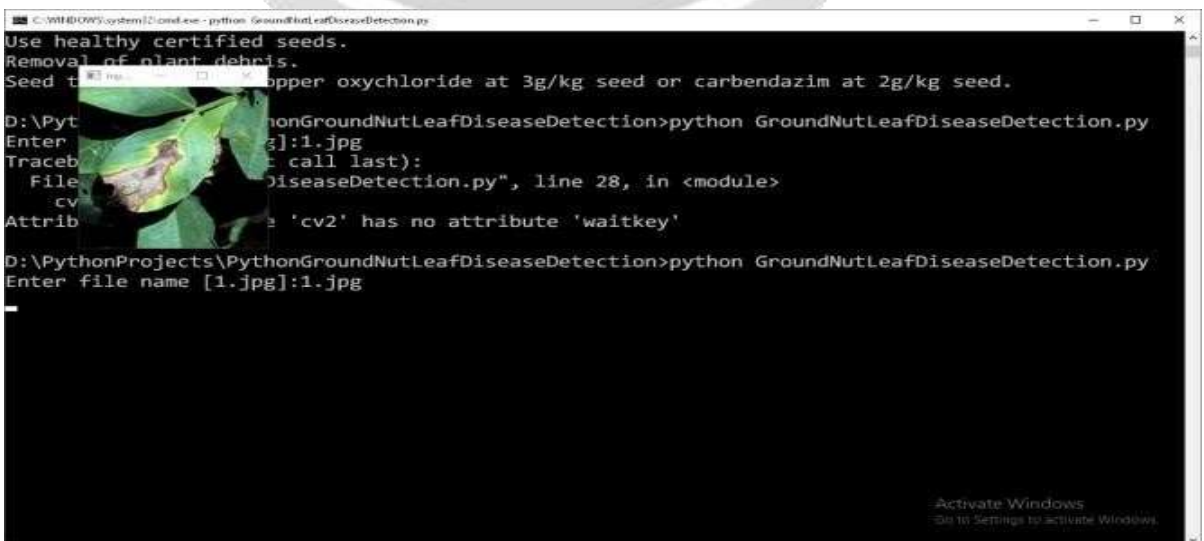 C:\WINDOWS\system32\cmd.exe - python GroundNutLeafDiseaseDetection.py
Use healthy certified seeds.
Removal of plant debris.
Inp...
Seed t opper oxychloride at 3g/kg seed or carbendazim at 2g/kg seed.
D:\Pyt honGroundNutLeafDiseaseDetection>python GroundNutLeafDiseaseDetection.py
Enter g]:1.jpg
Traceb t call last):
File DiseaseDetection.py", line 28, in <module>
cv
Attrib e 'cv2' has no attribute 'waitkey'
D:\PythonProjects\PythonGroundNutLeafDiseaseDetection>python GroundNutLeafDiseaseDetection.py
Enter file name [1.jpg]:1.jpg
Activate Windows
Go to Settings to activate Windows.